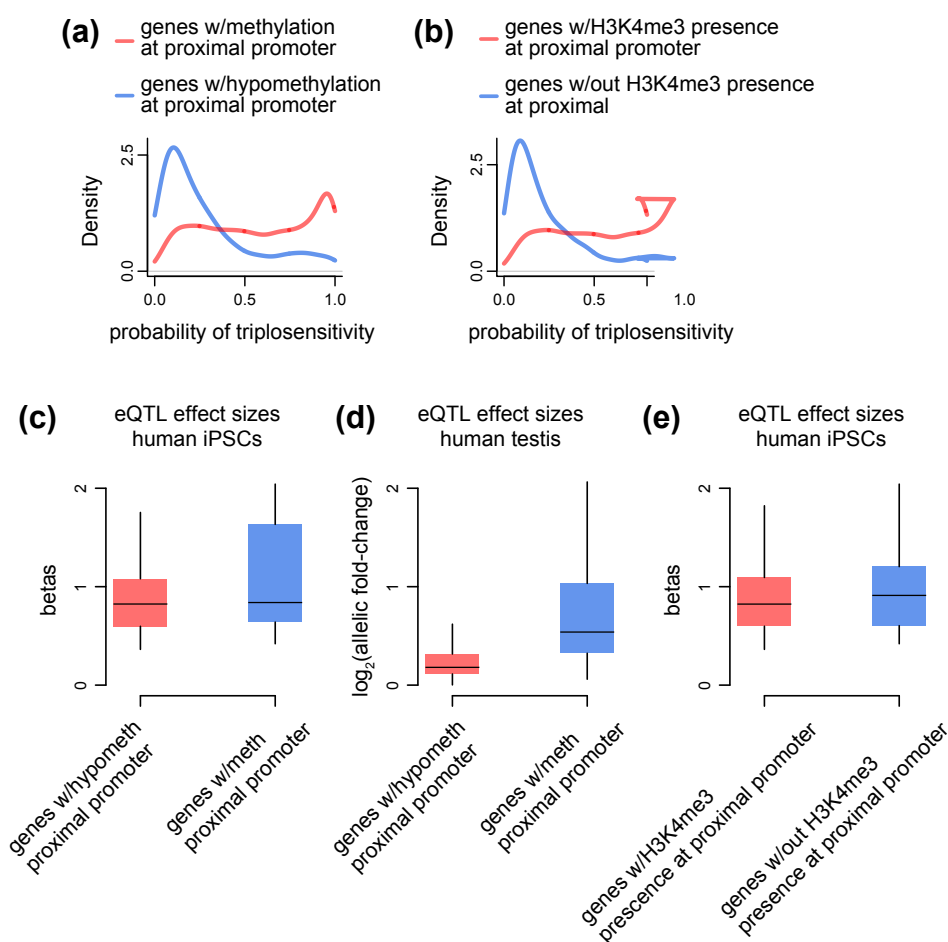 (a)
genes w/methylation
at proximal promoter
genes w/hypomethylation
at proximal promoter
Density
2.5
0.0
0.0
0.5
1.0
probability of triplosensitivity
(b)
genes w/H3K4me3 presence
at proximal promoter
genes w/out H3K4me3 presence
at proximal
Density
2.5
0.0
0.0
0.5
1.0
probability of triplosensitivity
(c)
eQTL effect sizes
human iPSCs
betas
2
1
0
genes w/hypometh
proximal promoter
genes w/meth
proximal promoter
(d)
eQTL effect sizes
human testis
log2(allelic fold-change)
2
1
0
genes w/hypometh
proximal promoter
genes w/meth
proximal promoter
(e)
eQTL effect sizes
human iPSCs
betas
2
1
0
genes w/H3K4me3
prescence at proximal promoter
genes w/out H3K4me3
presence at proximal promoter